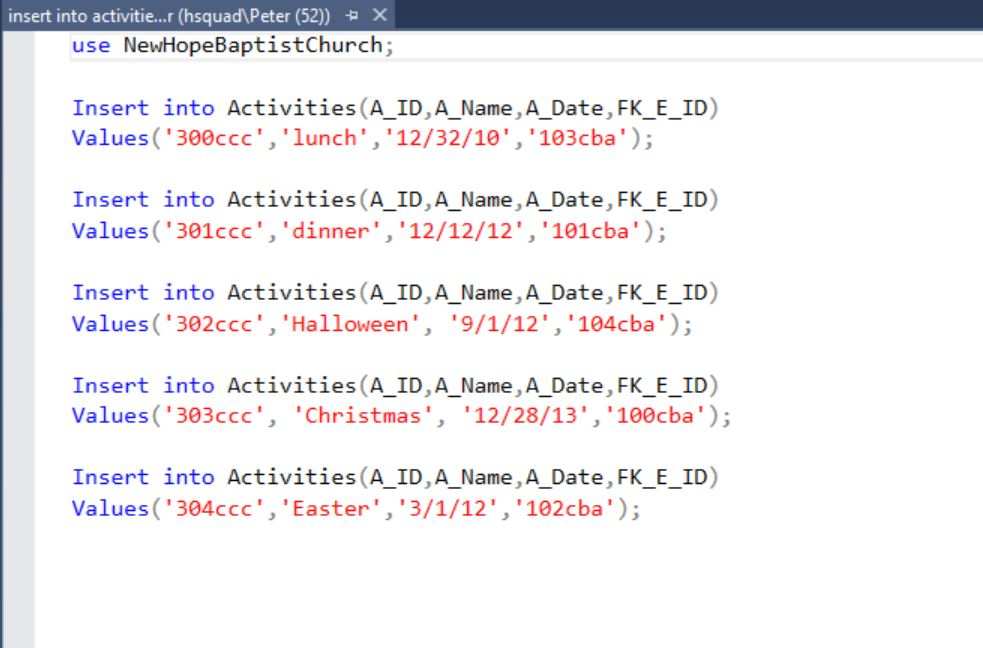 insert into activitie...r (hsquad\Peter (52))
use NewHopeBaptistChurch;
Insert into Activities(A_ID,A_Name,A_Date,FK_E_ID)
Values('300ccc','lunch','12/32/10','103cba');
Insert into Activities(A_ID,A_Name,A_Date,FK_E_ID)
Values('301ccc','dinner','12/12/12','101cba');
Insert into Activities(A_ID,A_Name,A_Date,FK_E_ID)
Values('302ccc','Halloween', '9/1/12','104cba');
Insert into Activities(A_ID,A_Name,A_Date,FK_E_ID)
Values('303ccc', 'Christmas', '12/28/13','100cba');
Insert into Activities(A_ID,A_Name,A_Date,FK_E_ID)
Values('304ccc','Easter','3/1/12','102cba');